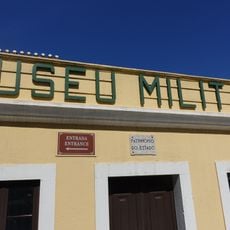 USEU MILIT
ENTRADA
ENTRANCE
PATRIMÓNIO
DO ESTADO